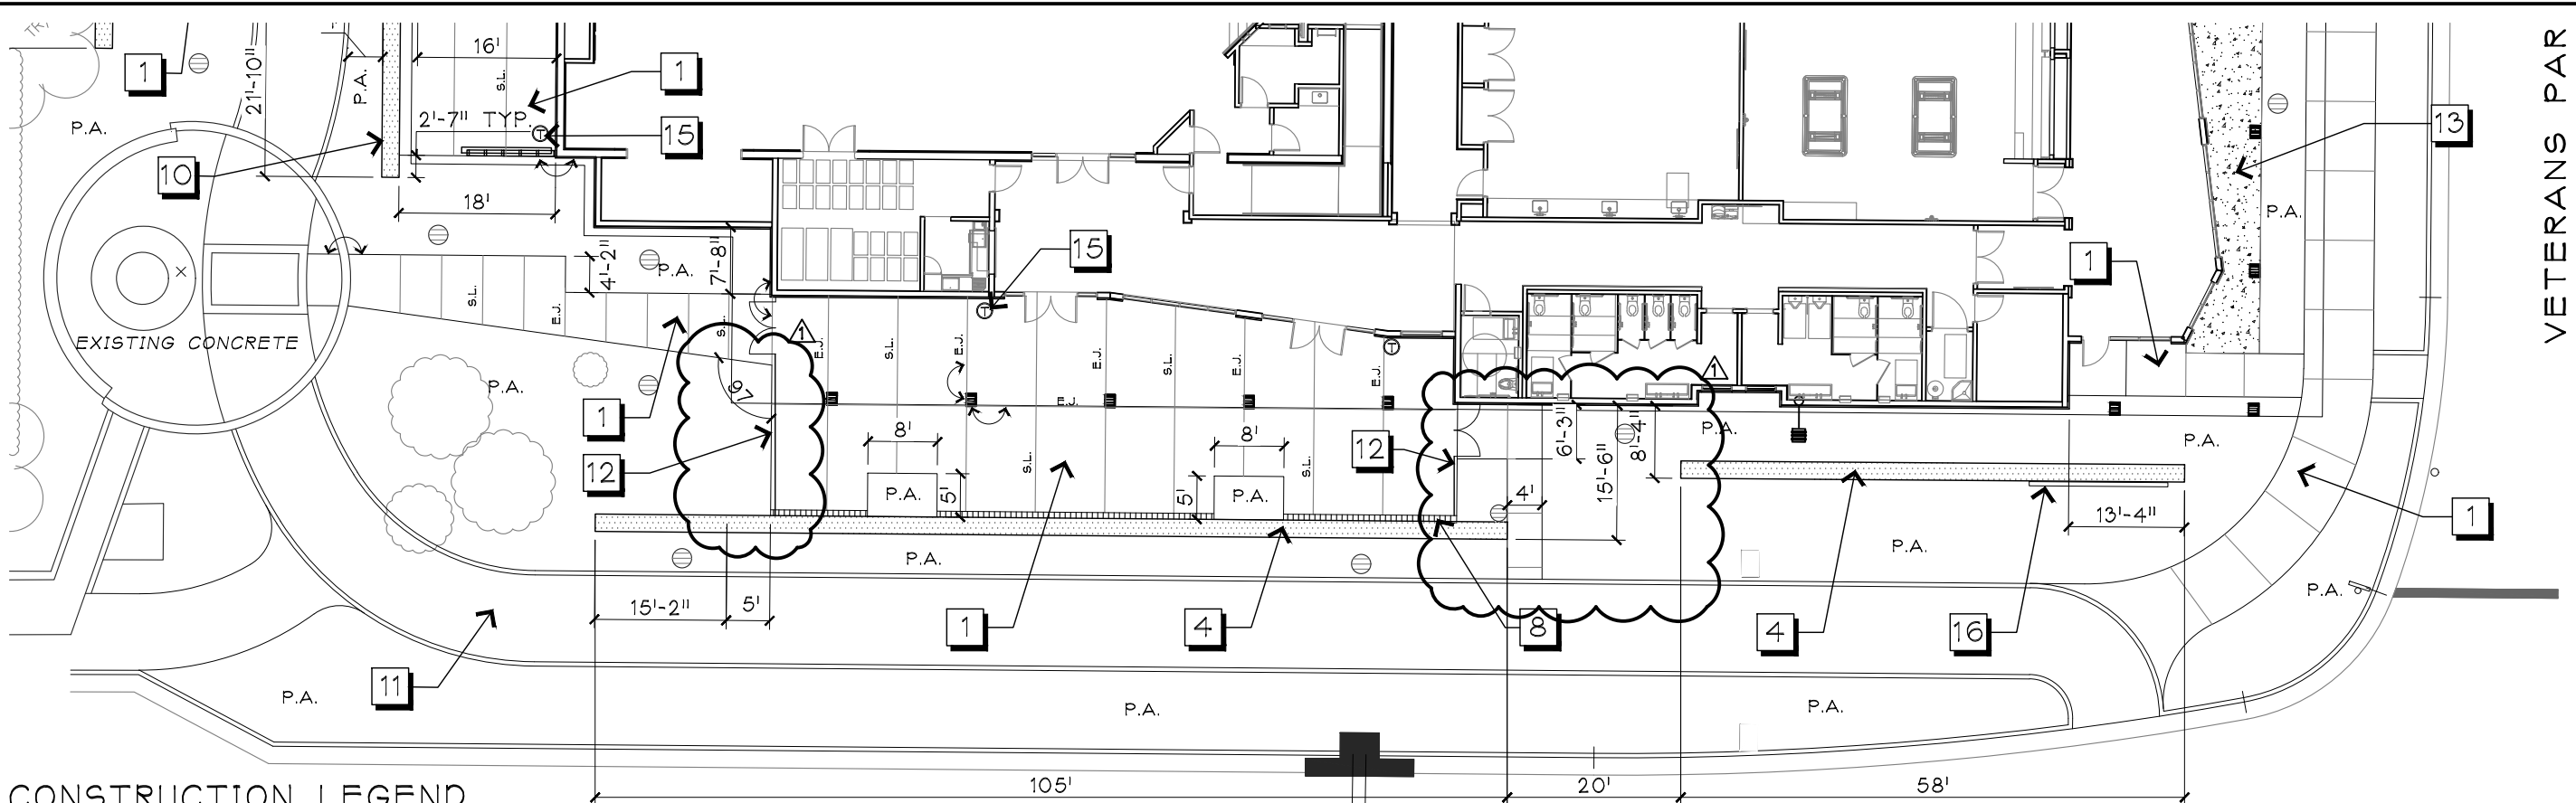 VETERANS PAR
1
21'-10"
P.A.
P.A.
10
16'
S.L.
1
2'-7" TYP.
T
15
18'
13
P.A.
15
T
4'-2"
P.A.
7'-8"
1
EXISTING CONCRETE
S.L.
E.J.
S.L.
1
E.J.
S.L.
E.J.
S.L.
E.J.
E.J.
T
1
P.A.
97
E.J.
1
12
8'
8'
12
6'-3"
15'-6"
8'-4"
P.A.
P.A.
S.L.
S.L.
P.A.
5'
5'
P.A.
4'
13'-4"
1
P.A.
P.A.
P.A.
15'-2"
5'
1
4
8
4
16
11
P.A.
P.A.
P.A.
105'
20'
58'
CONSTRUCTION LEGEND